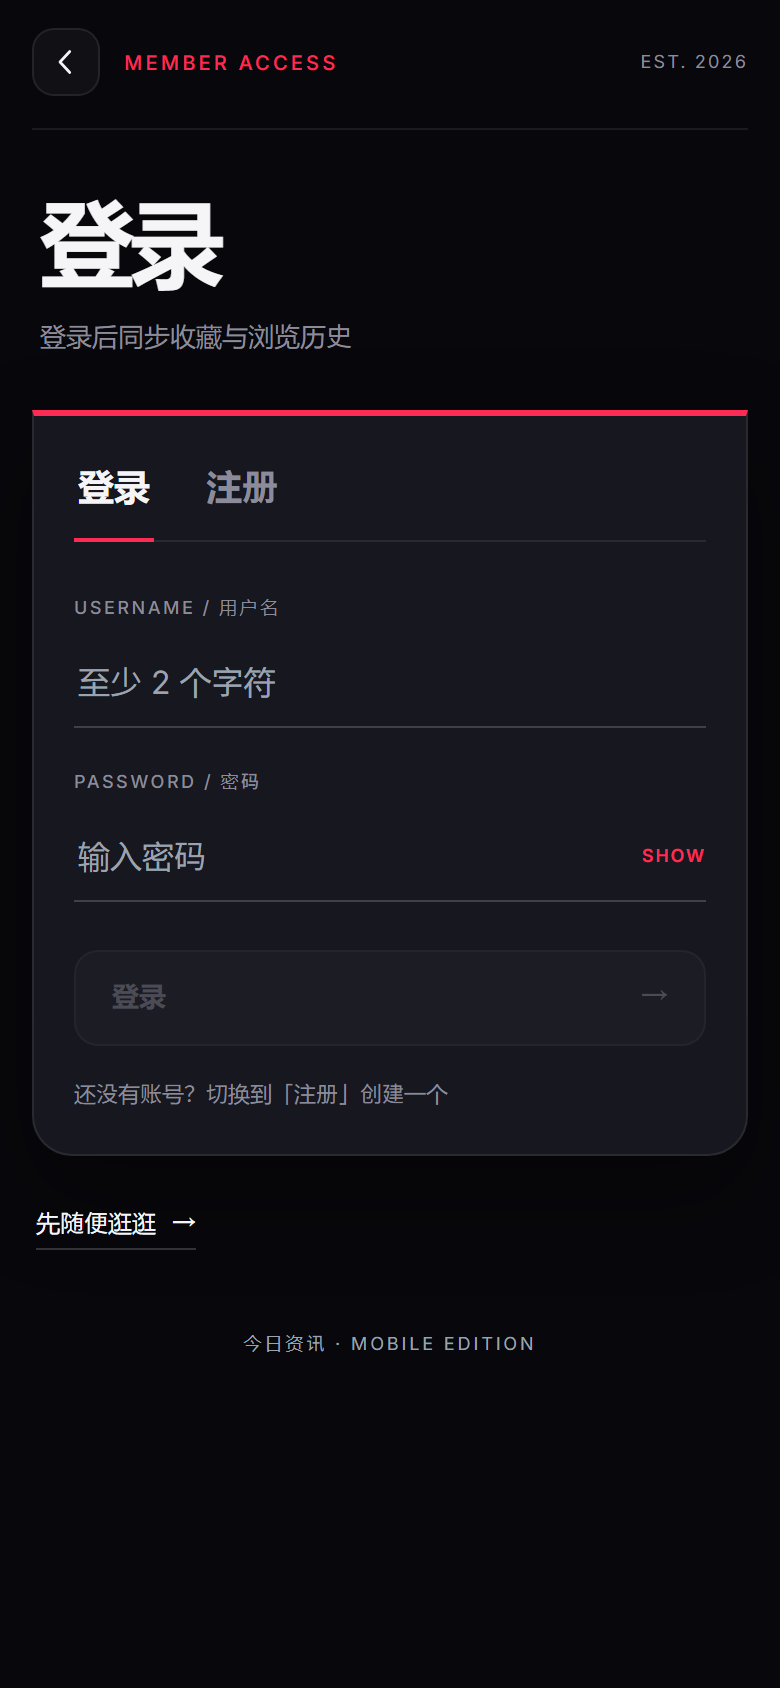 MEMBER ACCESS
EST. 2026
登录
登录后同步收藏与浏览历史
登录 注册
USERNAME / 用户名
至少 2 个字符
PASSWORD / 密码
输入密码 SHOW
登录 →
还没有账号？切换到「注册」创建一个
先随便逛逛 →
今日资讯 · MOBILE EDITION